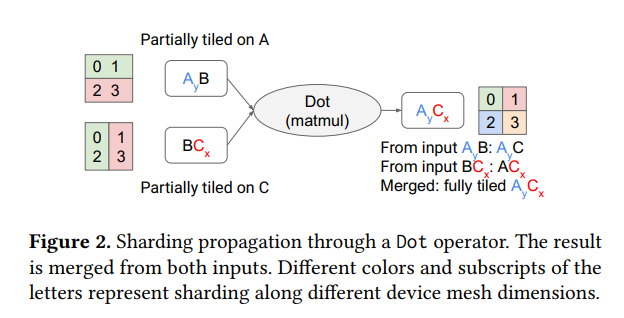 Partially tiled on A
0 1
2 3
A_yB
0 1
2 3
BC_x
Partially tiled on C
Dot
(matmul)
A_yC_x
0 1
2 3
From input A_yB: A_yC
From input BC_x: AC_x
Merged: fully tiled A_yC_x
Figure 2. Sharding propagation through a Dot operator. The result
is merged from both inputs. Different colors and subscripts of the
letters represent sharding along different device mesh dimensions.